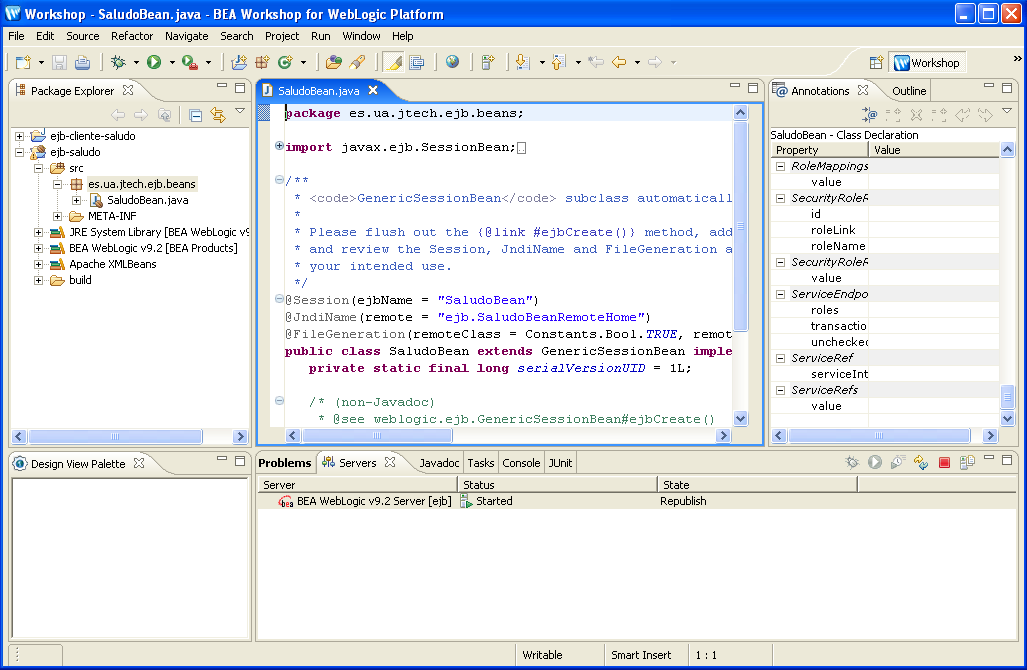 Workshop - SaludoBean.java - BEA Workshop for WebLogic Platform
File Edit Source Refactor Navigate Search Project Run Window Help
Workshop
Package Explorer
ejb-cliente-saludo
ejb-saludo
src
es.ua.jtech.ejb.beans
SaludoBean.java
META-INF
JRE System Library [BEA WebLogic v9
BEA WebLogic v9.2 [BEA Products]
Apache XMLBeans
build
SaludoBean.java
package es.ua.jtech.ejb.beans;
import javax.ejb.SessionBean;
/**
* <code>GenericSessionBean</code> subclass automaticall
*
* Please flush out the {@link #ejbCreate()} method, add
* and review the Session, JndiName and FileGeneration a
* your intended use.
*/
@Session(ejbName = "SaludoBean")
@JndiName(remote = "ejb.SaludoBeanRemoteHome")
@FileGeneration(remoteClass = Constants.Bool.TRUE, remot
public class SaludoBean extends GenericSessionBean imple
private static final long serialVersionUID = 1L;
/* (non-Javadoc)
* @see weblogic.ejb.GenericSessionBean#ejbCreate()
Annotations Outline
SaludoBean - Class Declaration
Property Value
RoleMappings
value
SecurityRoleR
id
roleLink
roleName
SecurityRoleR
value
ServiceEndpo
roles
transactio
unchecked
ServiceRef
serviceInt
ServiceRefs
value
Design View Palette
Problems Servers Javadoc Tasks Console JUnit
Server Status State
BEA WebLogic v9.2 Server [ejb] Started Republish
Writable Smart Insert 1 : 1